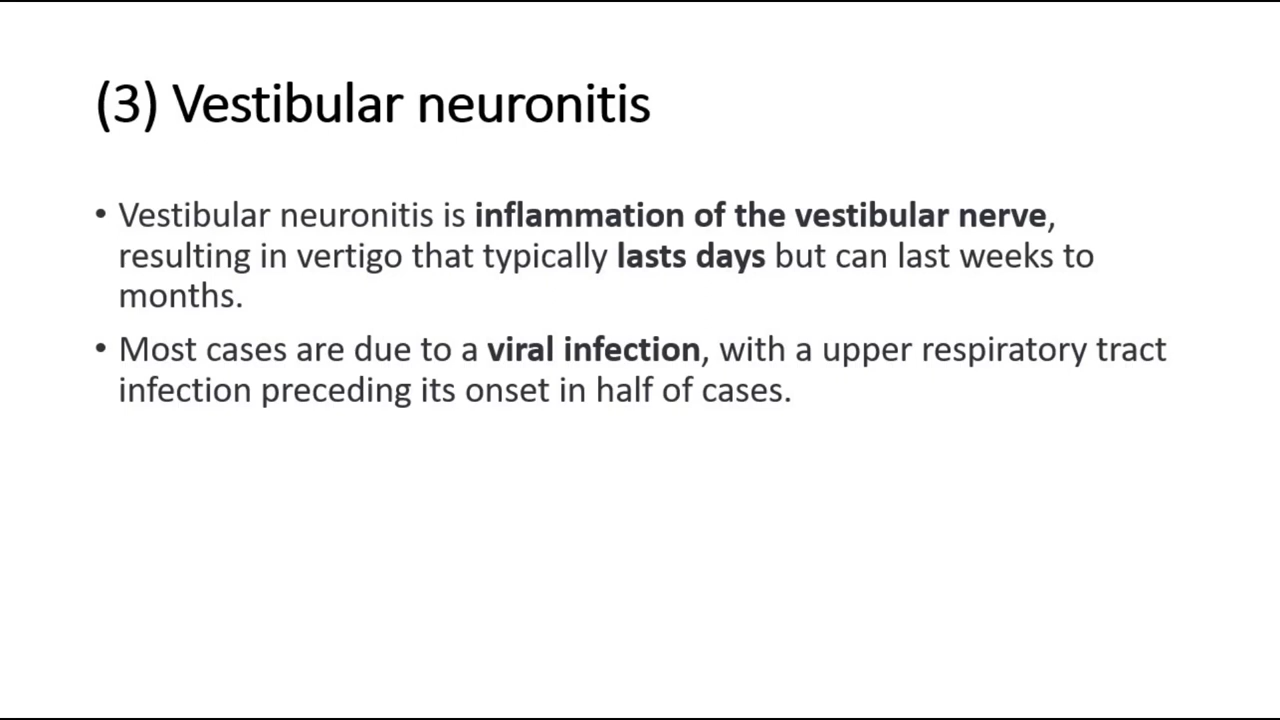 (3) Vestibular neuronitis
• Vestibular neuronitis is inflammation of the vestibular nerve,
resulting in vertigo that typically lasts days but can last weeks to
months.
• Most cases are due to a viral infection, with a upper respiratory tract
infection preceding its onset in half of cases.